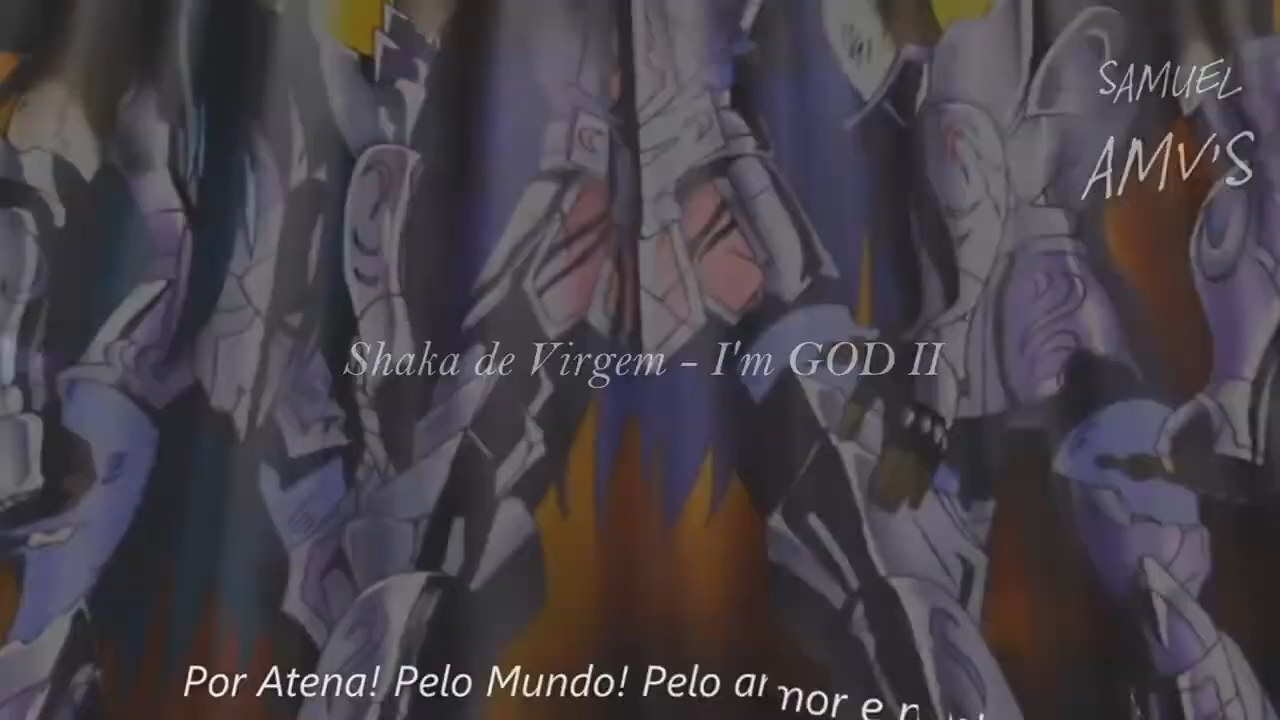 SAMUEL
AMV'S
Shaka de Virgem - I'm GOD II
Por Atena! Pelo Mundo! Pelo amor e